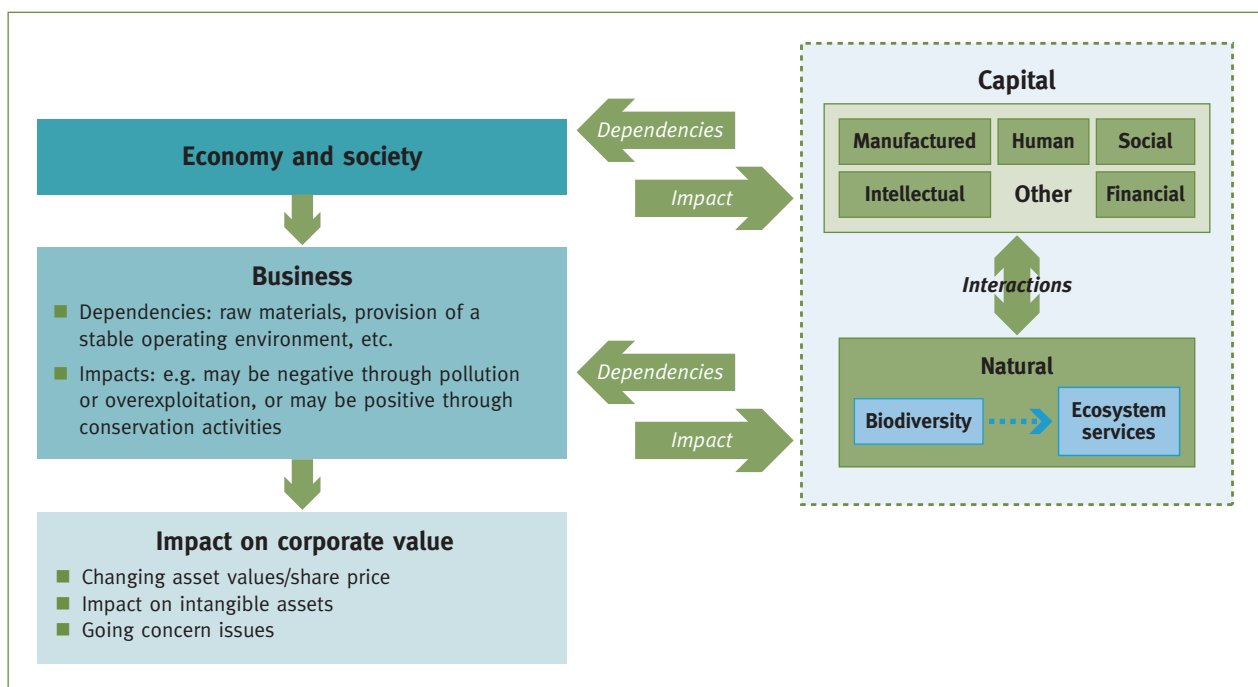 Economy and society
Business
Dependencies: raw materials, provision of a
stable operating environment, etc.
Impacts: e.g. may be negative through pollution
or overexploitation, or may be positive through
conservation activities
Impact on corporate value
Changing asset values/share price
Impact on intangible assets
Going concern issues
Dependencies
Impact
Dependencies
Impact
Capital
Manufactured Human Social
Intellectual Other Financial
Interactions
Natural
Biodiversity
Ecosystem
services